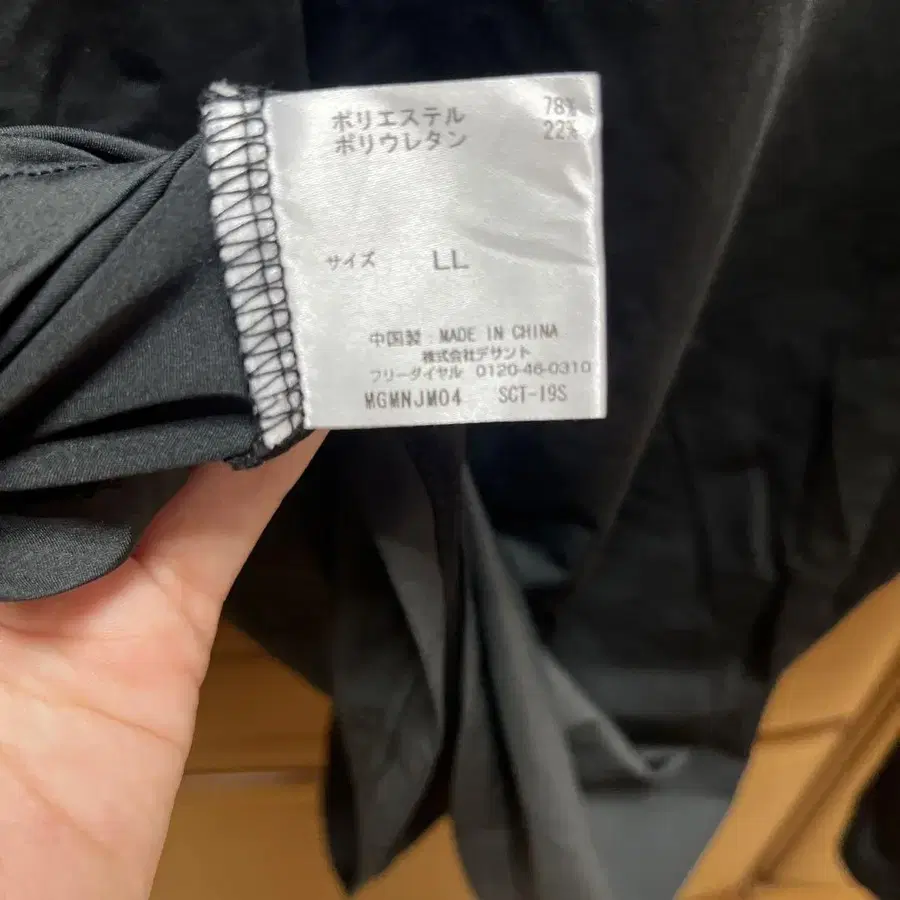 ポリエステル 78%
ポリウレタン 22%
サイズ LL
中国製:MADE IN CHINA
株式会社デサント
フリーダイヤル 0120-46-0310
MGMNJM04 SCT-19S